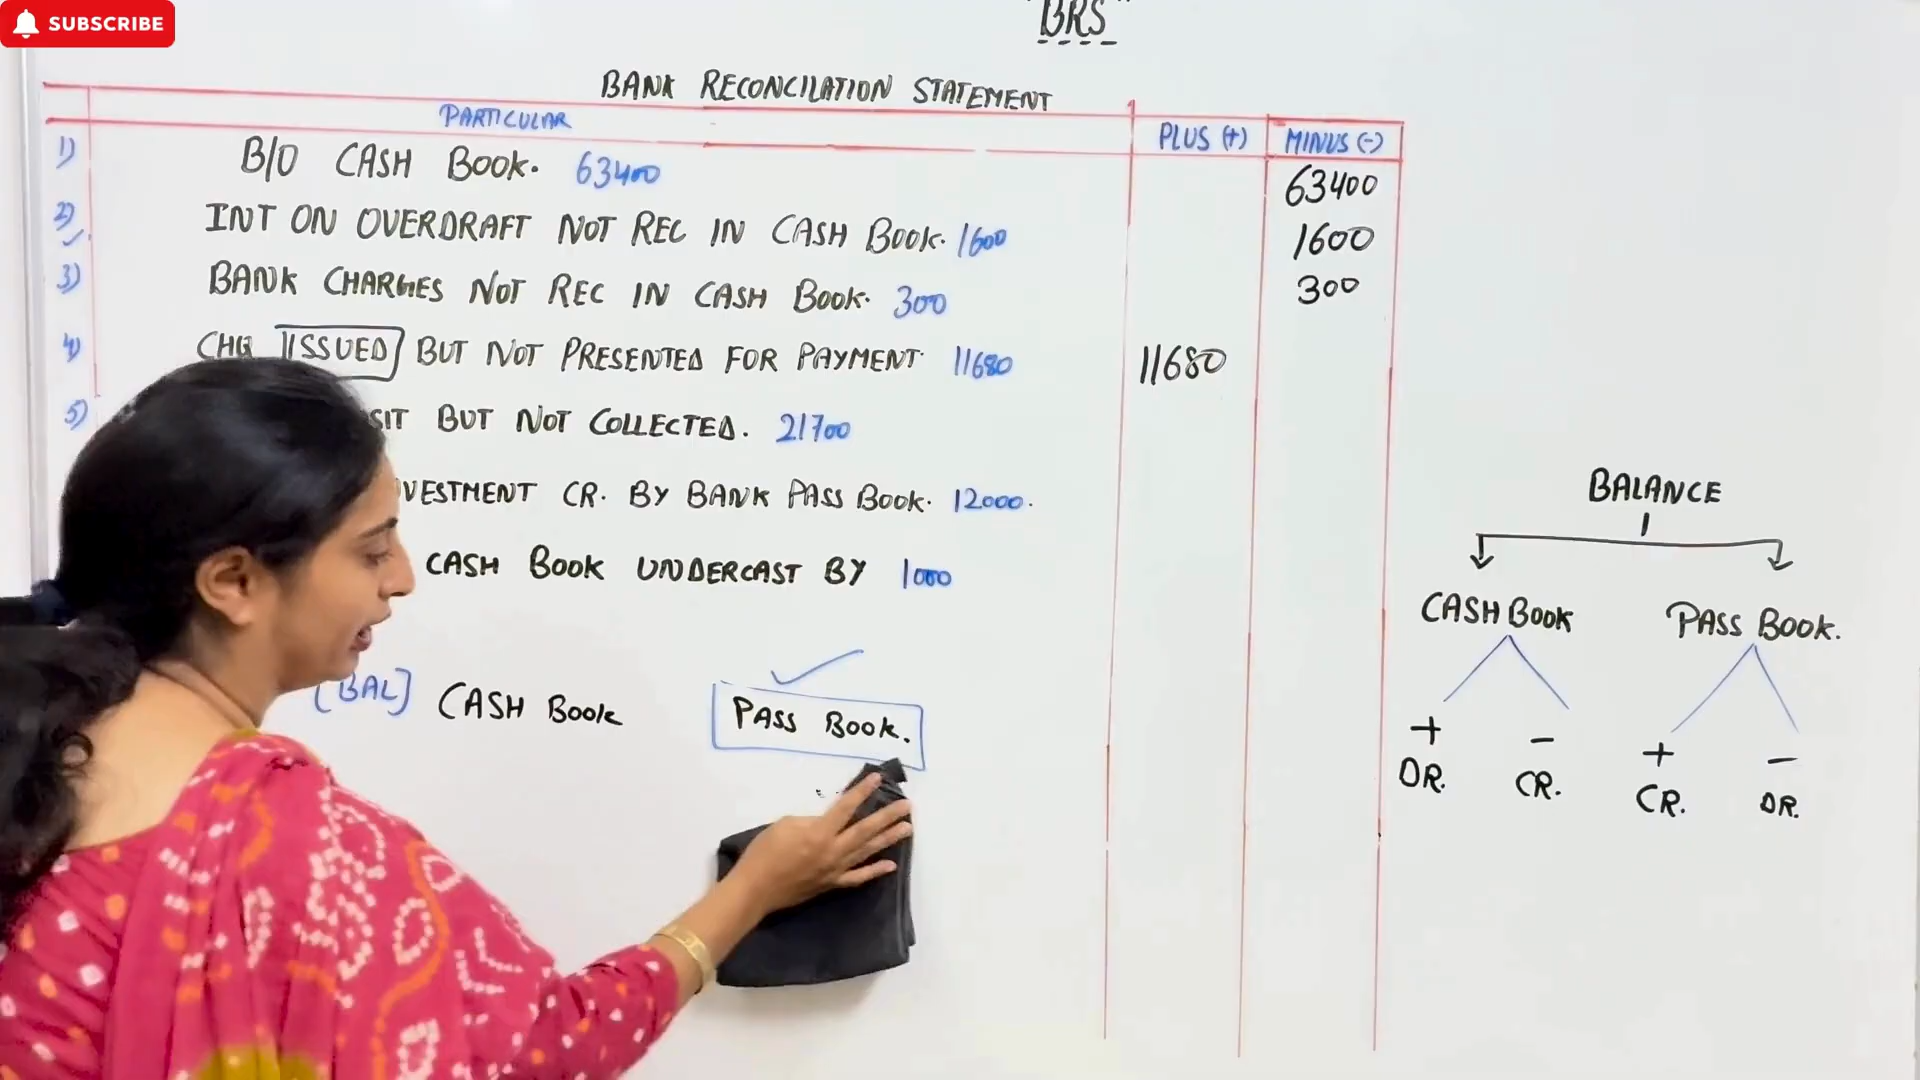 SUBSCRIBE
"BRS"
BANK RECONCILATION STATEMENT
PARTICULAR PLUS (+) MINUS (-)
1) B/O CASH BOOK. 63400 63400
2) INT ON OVERDRAFT NOT REC IN CASH BOOK. 1600 1600
3) BANK CHARGES NOT REC IN CASH BOOK. 300 300
4) CHQ ISSUED BUT NOT PRESENTED FOR PAYMENT 11680 11680
5) SIT BUT NOT COLLECTED. 21700
VESTMENT CR. BY BANK PASS BOOK. 12000.
CASH BOOK UNDERCAST BY 1000
[BAL] CASH BOOK PASS BOOK.
BALANCE
CASH BOOK PASS BOOK.
+ - + -
DR. CR. CR. DR.